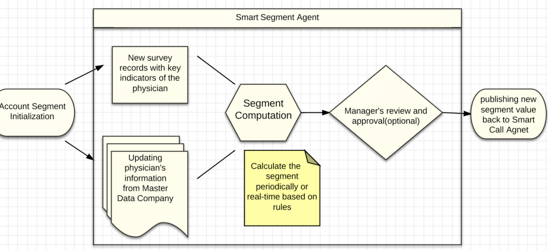 Smart Segment Agent
New survey
records with key
indicators of the
physician
Account Segment
Initialization
Segment
Computation
Manager's review and
approval(optional)
publishing new
segment value
back to Smart
Call Agnet
Updating
physician's
information
from Master
Data Company
Calculate the
segment
periodically or
real-time based on
rules